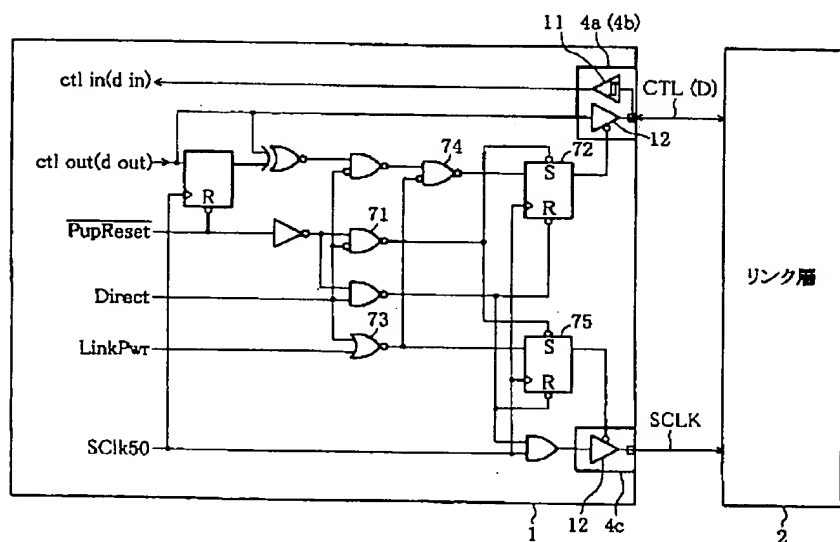 11
4a (4b)
ctl in(d in)
CTL (D)
12
ctl out(d out)
74
72
S
R
R
PupReset
71
Direct
リンク層
LinkPwr
73
75
S
R
SClk50
SCLK
12
4c
1
2